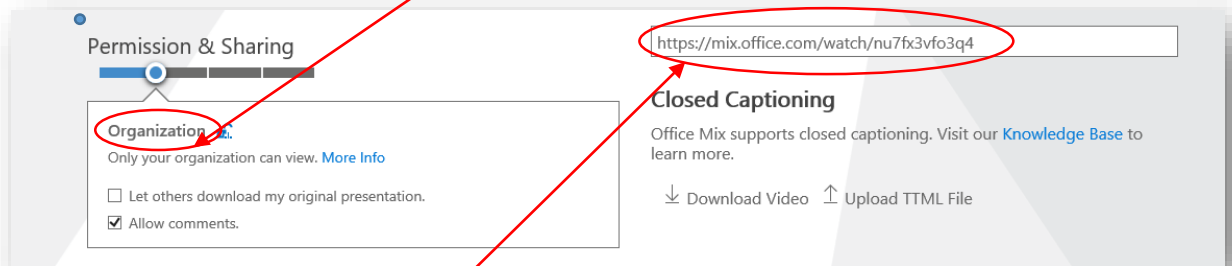 Permission & Sharing
Organization
Only your organization can view. More Info
Let others download my original presentation.
Allow comments.
https://mix.office.com/watch/nu7fx3vfo3q4
Closed Captioning
Office Mix supports closed captioning. Visit our Knowledge Base to
learn more.
Download Video Upload TTML File